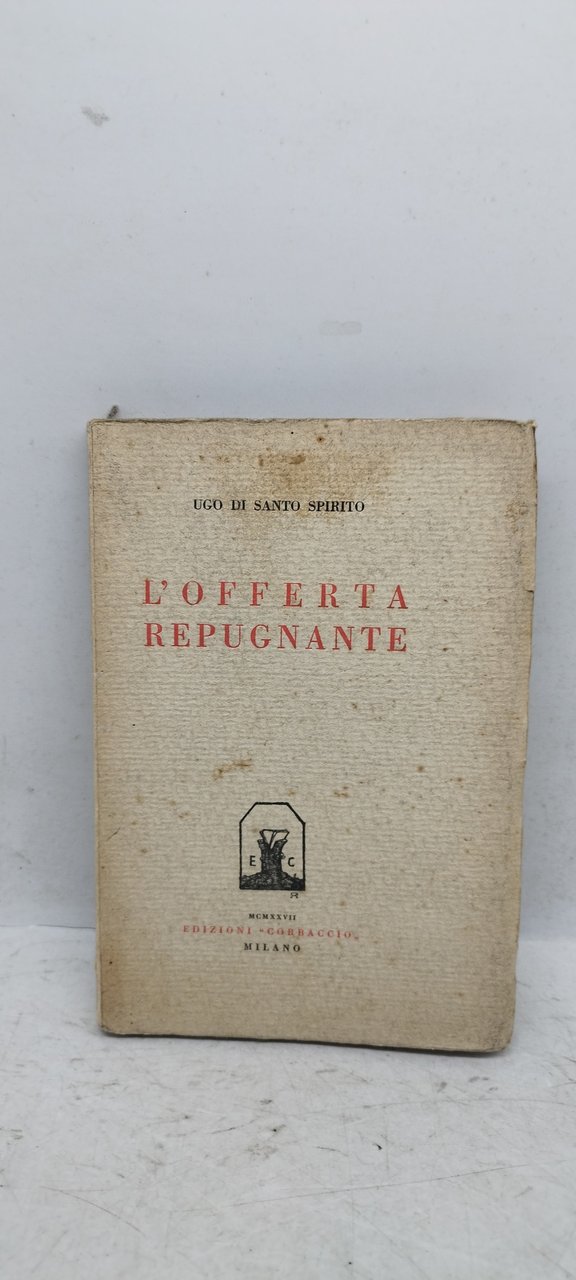 UGO DI SANTO SPIRITO
L'OFFERTA
REPUGNANTE
E C
MCMXXVII
EDIZIONI "CORBACCIO„
MILANO